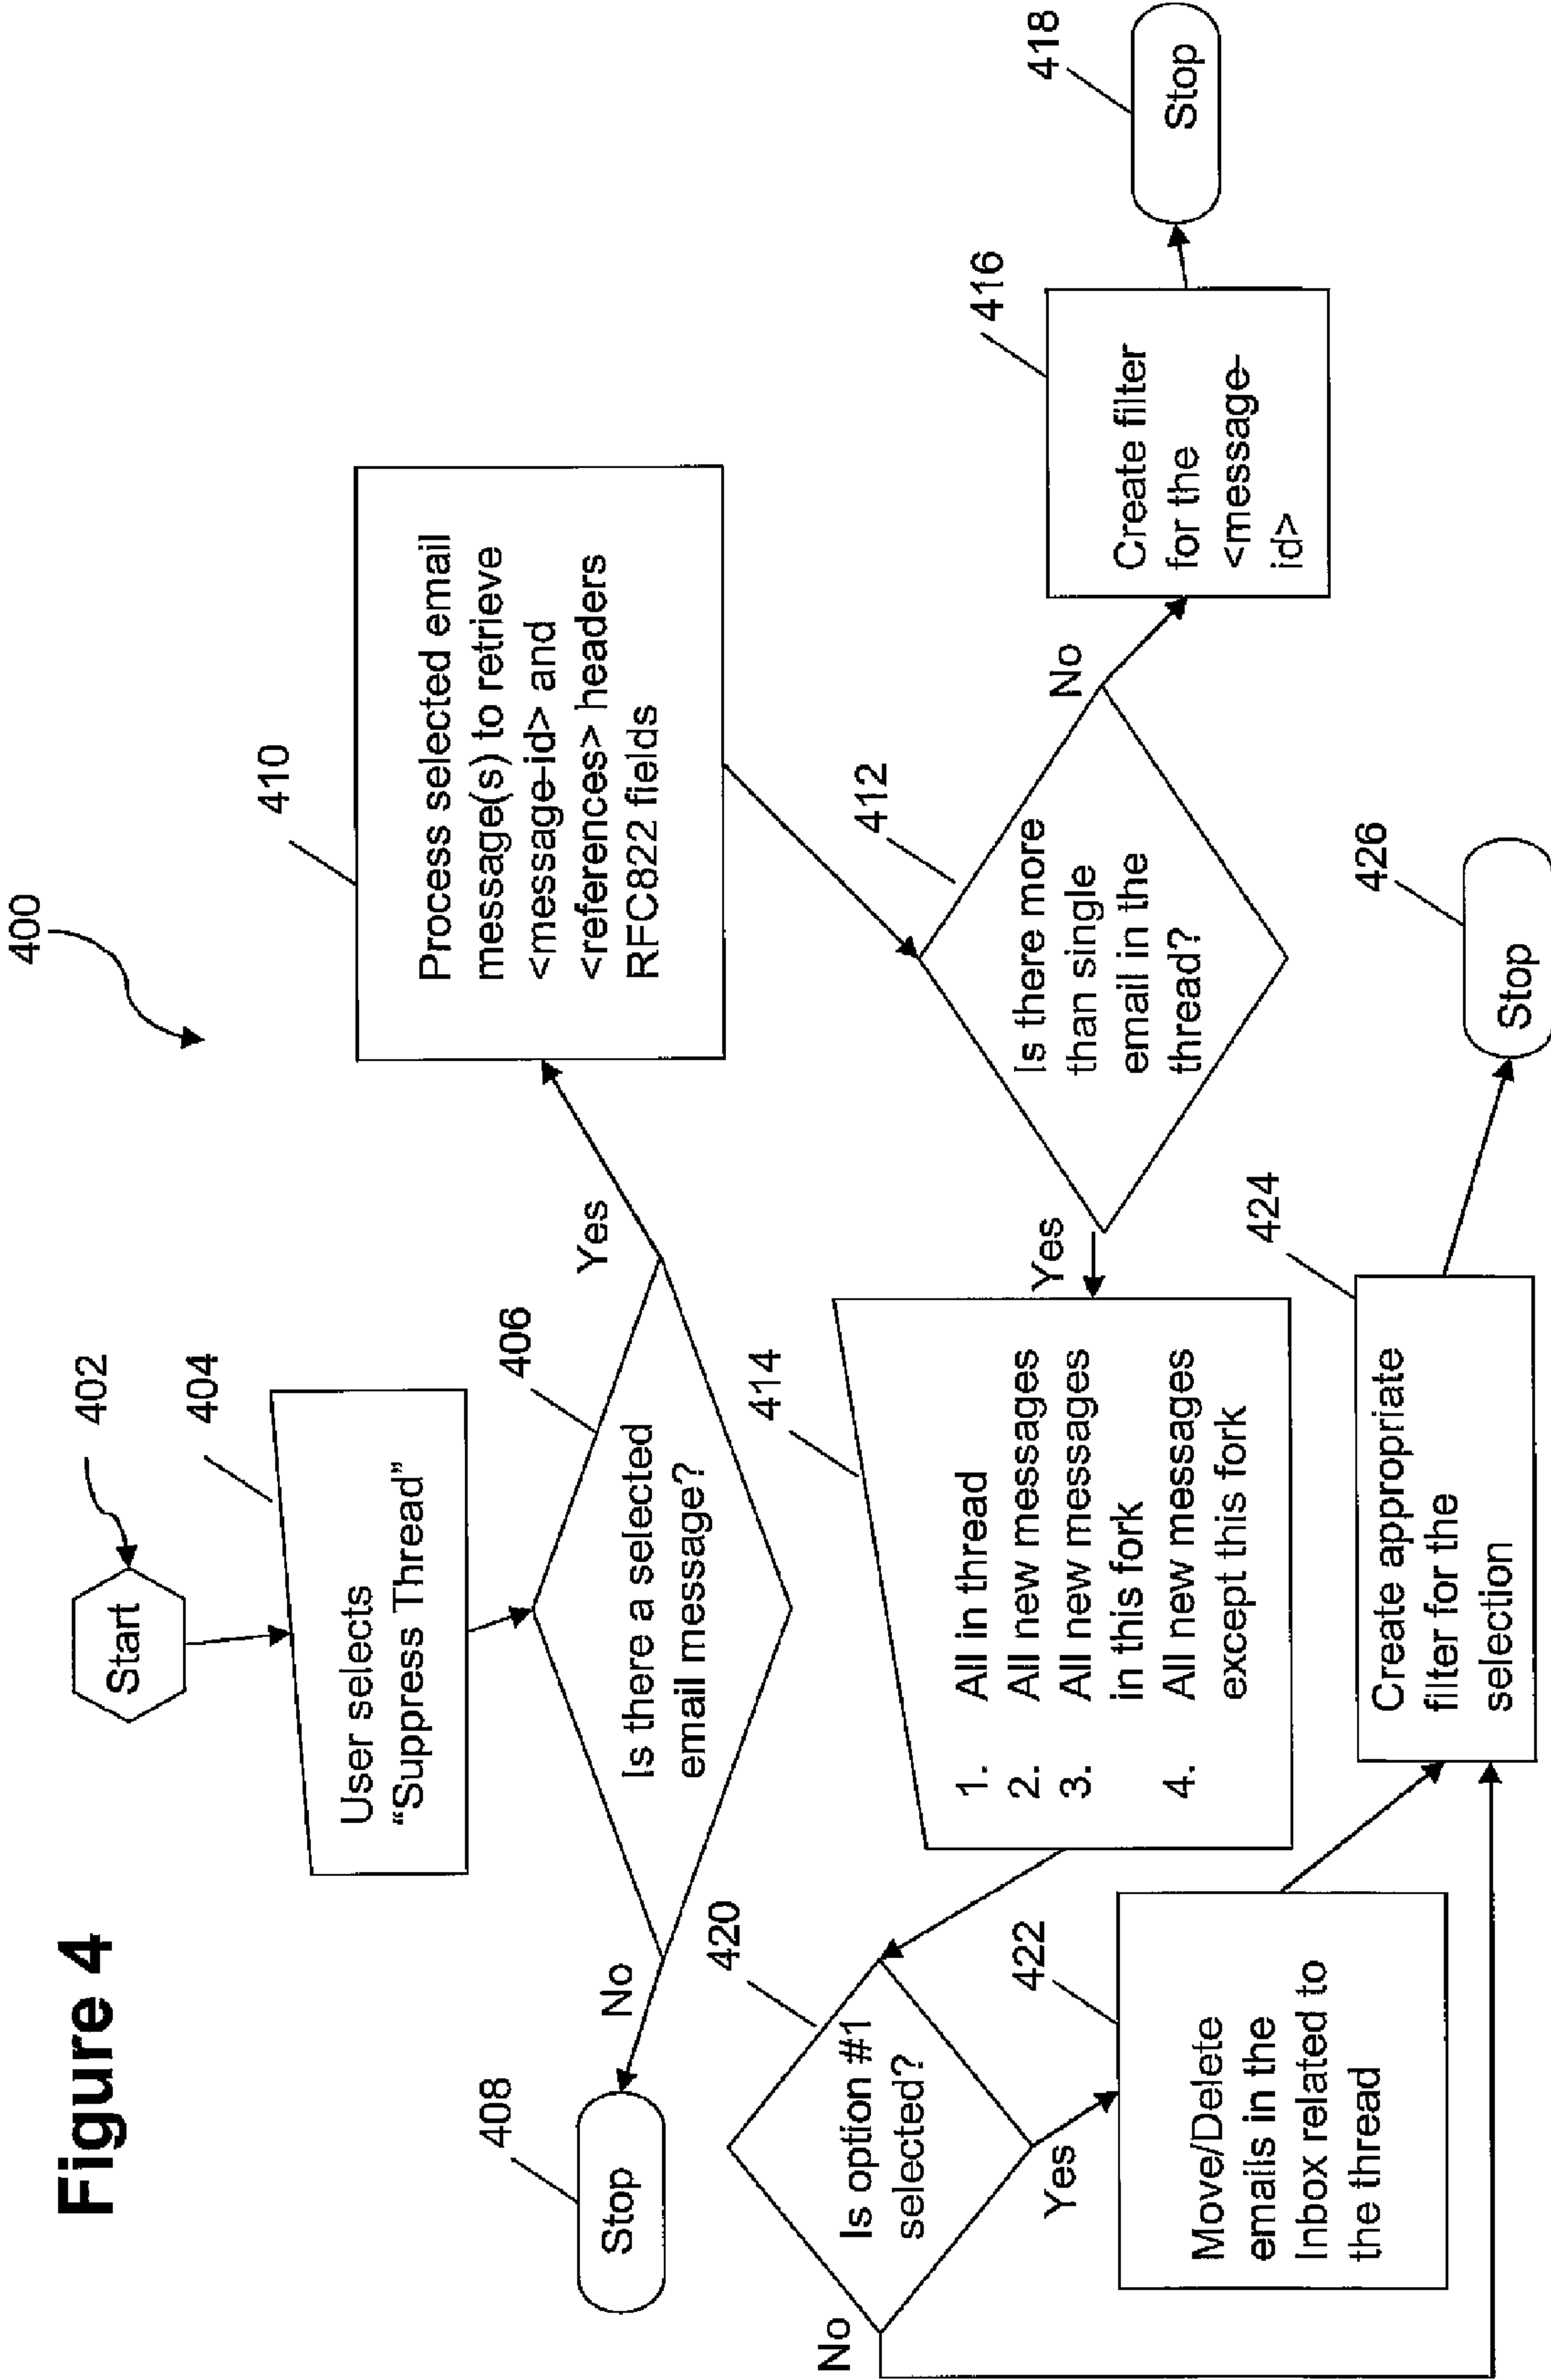 Figure 4
400
402
Start
404
User selects
“Suppress Thread”
406
Is there a selected
email message?
No
Yes
408
Stop
410
Process selected email
message(s) to retrieve
<message-id> and
<references> headers
RFC822 fields
412
Is there more
than single
email in the
thread?
Yes
No
414
1. All in thread
2. All new messages
3. All new messages
in this fork
4. All new messages
except this fork
416
Create filter
for the
<message-
id>
418
Stop
420
Is option #1
selected?
No
Yes
422
Move/Delete
emails in the
Inbox related to
the thread
424
Create appropriate
filter for the
selection
426
Stop